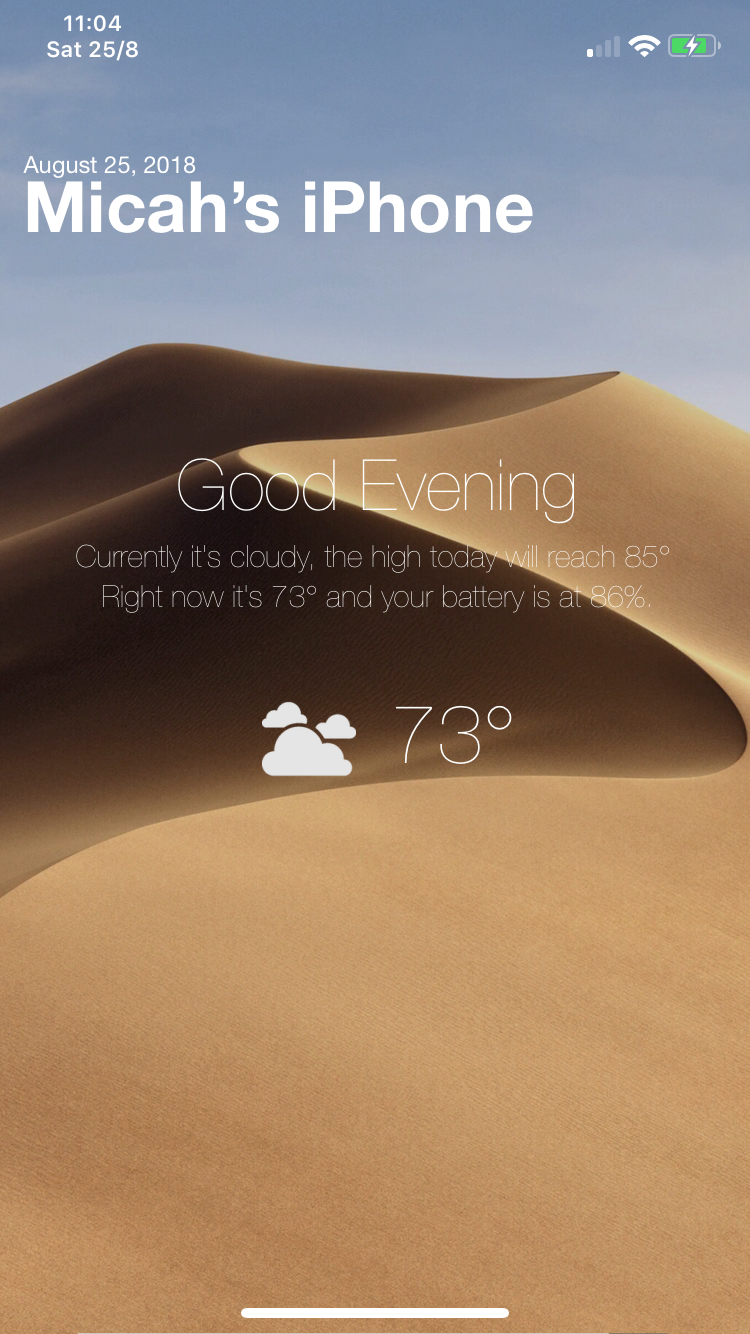 11:04
Sat 25/8
August 25, 2018
Micah’s iPhone
Good Evening
Currently it's cloudy, the high today will reach 85°
Right now it's 73° and your battery is at 86%.
73°